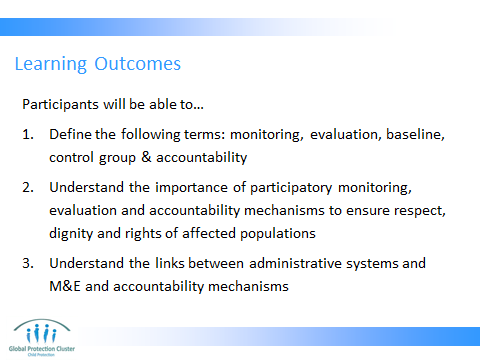 Learning Outcomes
Participants will be able to...
1. Define the following terms: monitoring, evaluation, baseline,
control group & accountability
2. Understand the importance of participatory monitoring,
evaluation and accountability mechanisms to ensure respect,
dignity and rights of affected populations
3. Understand the links between administrative systems and
M&E and accountability mechanisms
Global Protection Cluster
Child Protection